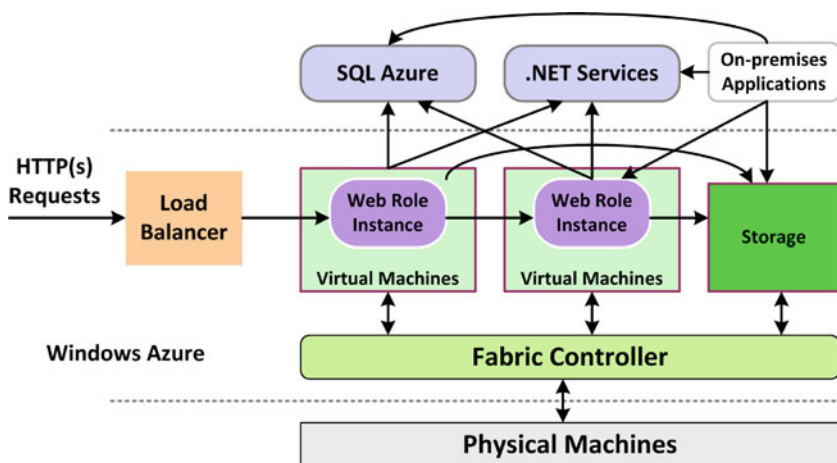 SQL Azure
.NET Services
On-premises
Applications
HTTP(s)
Requests
Load
Balancer
Web Role
Instance
Virtual Machines
Web Role
Instance
Virtual Machines
Storage
Windows Azure
Fabric Controller
Physical Machines